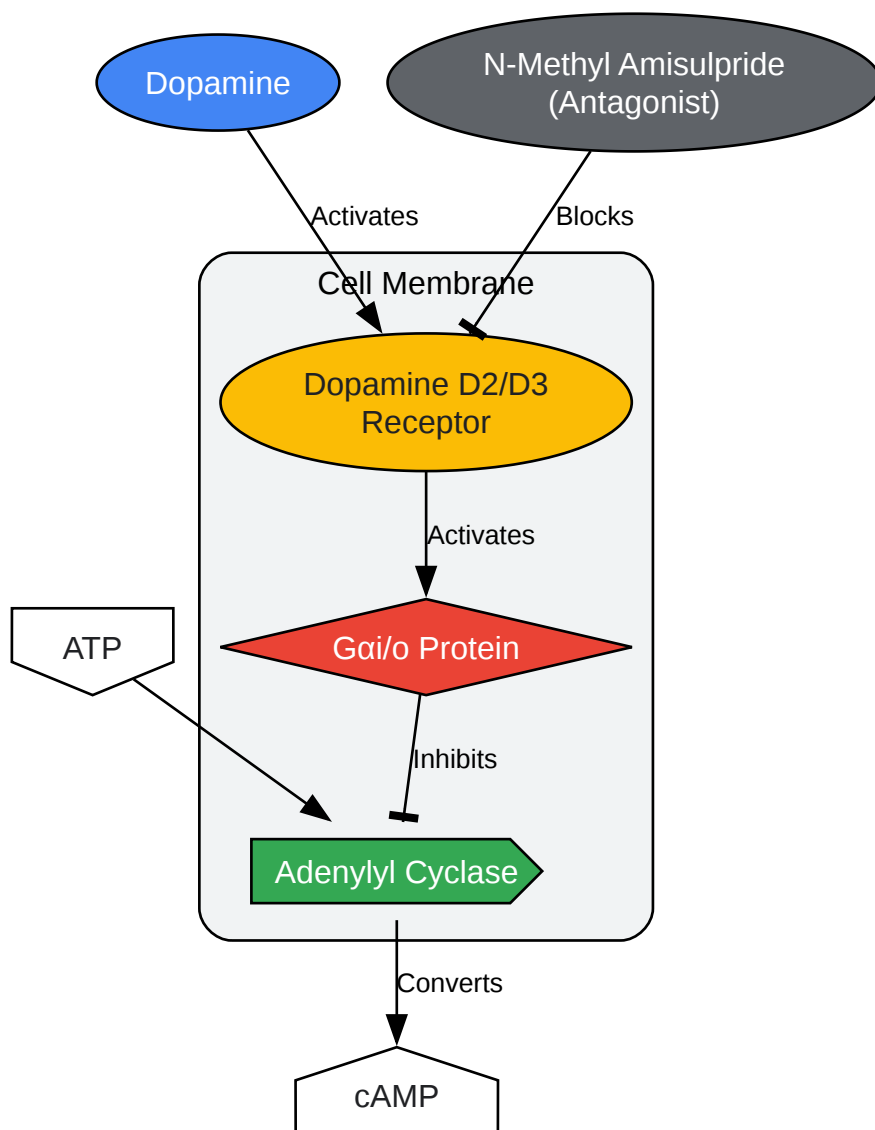 Dopamine
N-Methyl Amisulpride
(Antagonist)
Activates
Blocks
Cell Membrane
Dopamine D2/D3
Receptor
Activates
Gαi/o Protein
ATP
Inhibits
Adenylyl Cyclase
Converts
cAMP